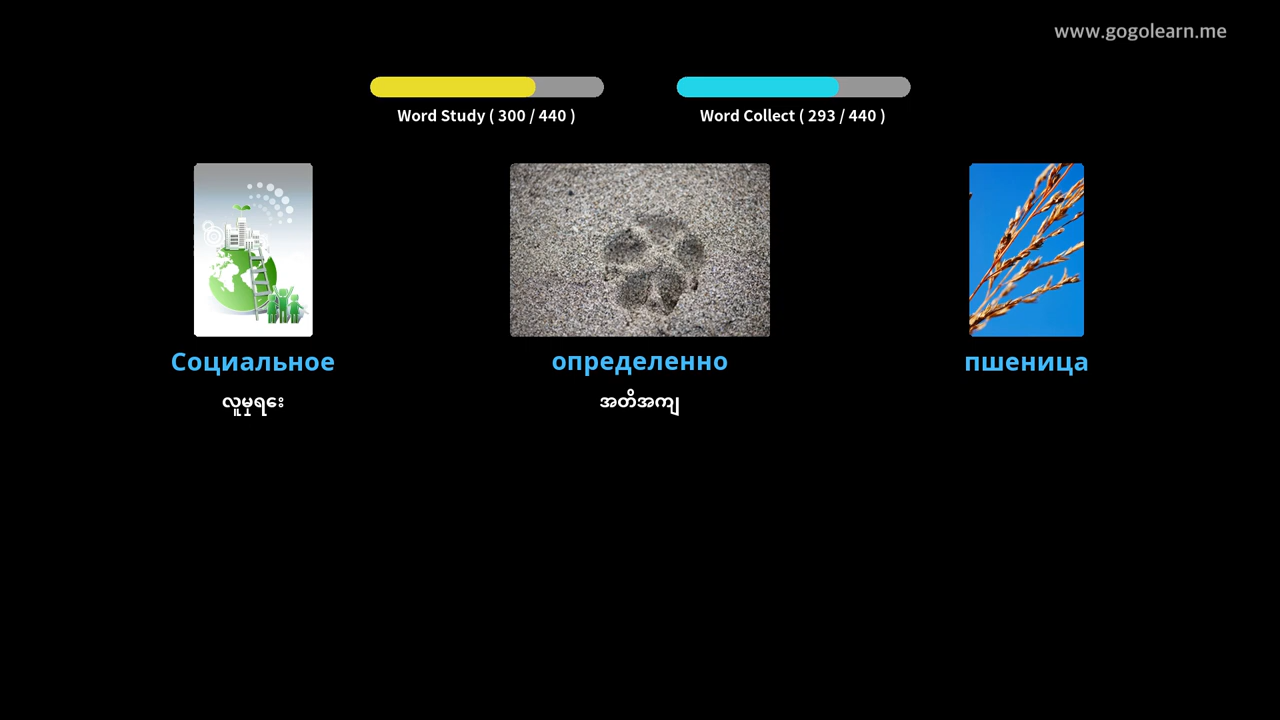 www.gogolearn.me
Word Study ( 300 / 440 )
Word Collect ( 293 / 440 )
Социальное
определенно
пшеница
လူမှုရေး
အတိအကျ